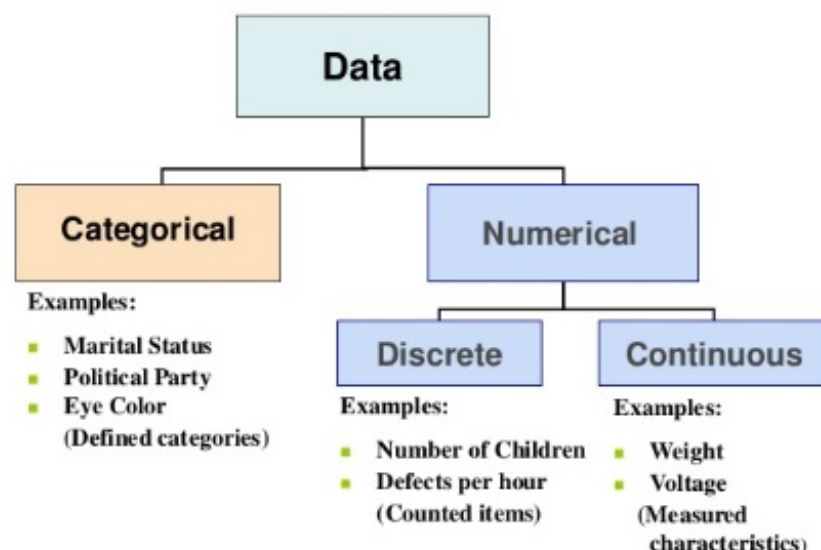 Data
Categorical
Numerical
Examples:
Marital Status
Political Party
Eye Color
(Defined categories)
Discrete
Continuous
Examples:
Number of Children
Defects per hour
(Counted items)
Examples:
Weight
Voltage
(Measured
characteristics)